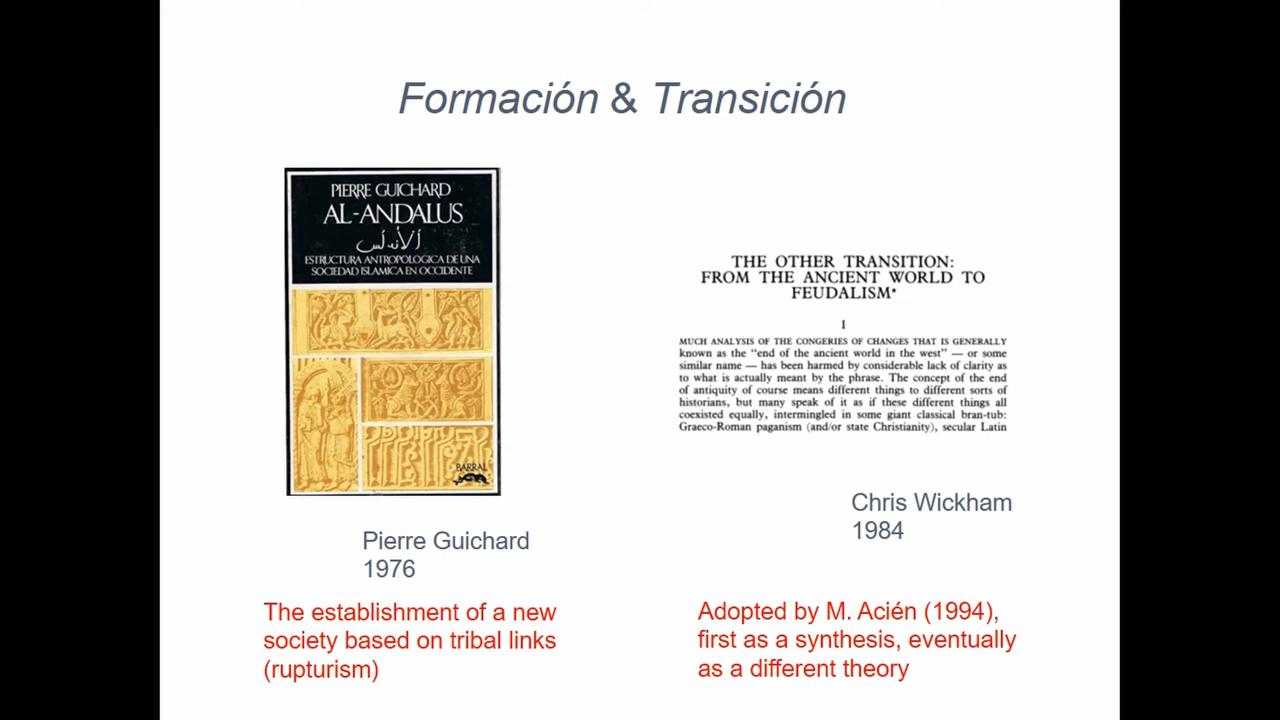 Formación & Transición
PIERRE GUICHARD
AL-ANDALUS
الأندلس
ESTRUCTURA ANTROPOLOGICA DE UNA
SOCIEDAD ISLAMICA EN OCCIDENTE
BARRAL
Pierre Guichard
1976
The establishment of a new
society based on tribal links
(rupturism)
THE OTHER TRANSITION:
FROM THE ANCIENT WORLD TO
FEUDALISM*
I
MUCH ANALYSIS OF THE CONGERIES OF CHANGES THAT IS GENERALLY
known as the "end of the ancient world in the west" — or some
similar name — has been harmed by considerable lack of clarity as
to what is actually meant by the phrase. The concept of the end
of antiquity of course means different things to different sorts of
historians, but many speak of it as if these different things all
coexisted equally, intermingled in some giant classical bran-tub:
Graeco-Roman paganism (and/or state Christianity), secular Latin
Chris Wickham
1984
Adopted by M. Acién (1994),
first as a synthesis, eventually
as a different theory